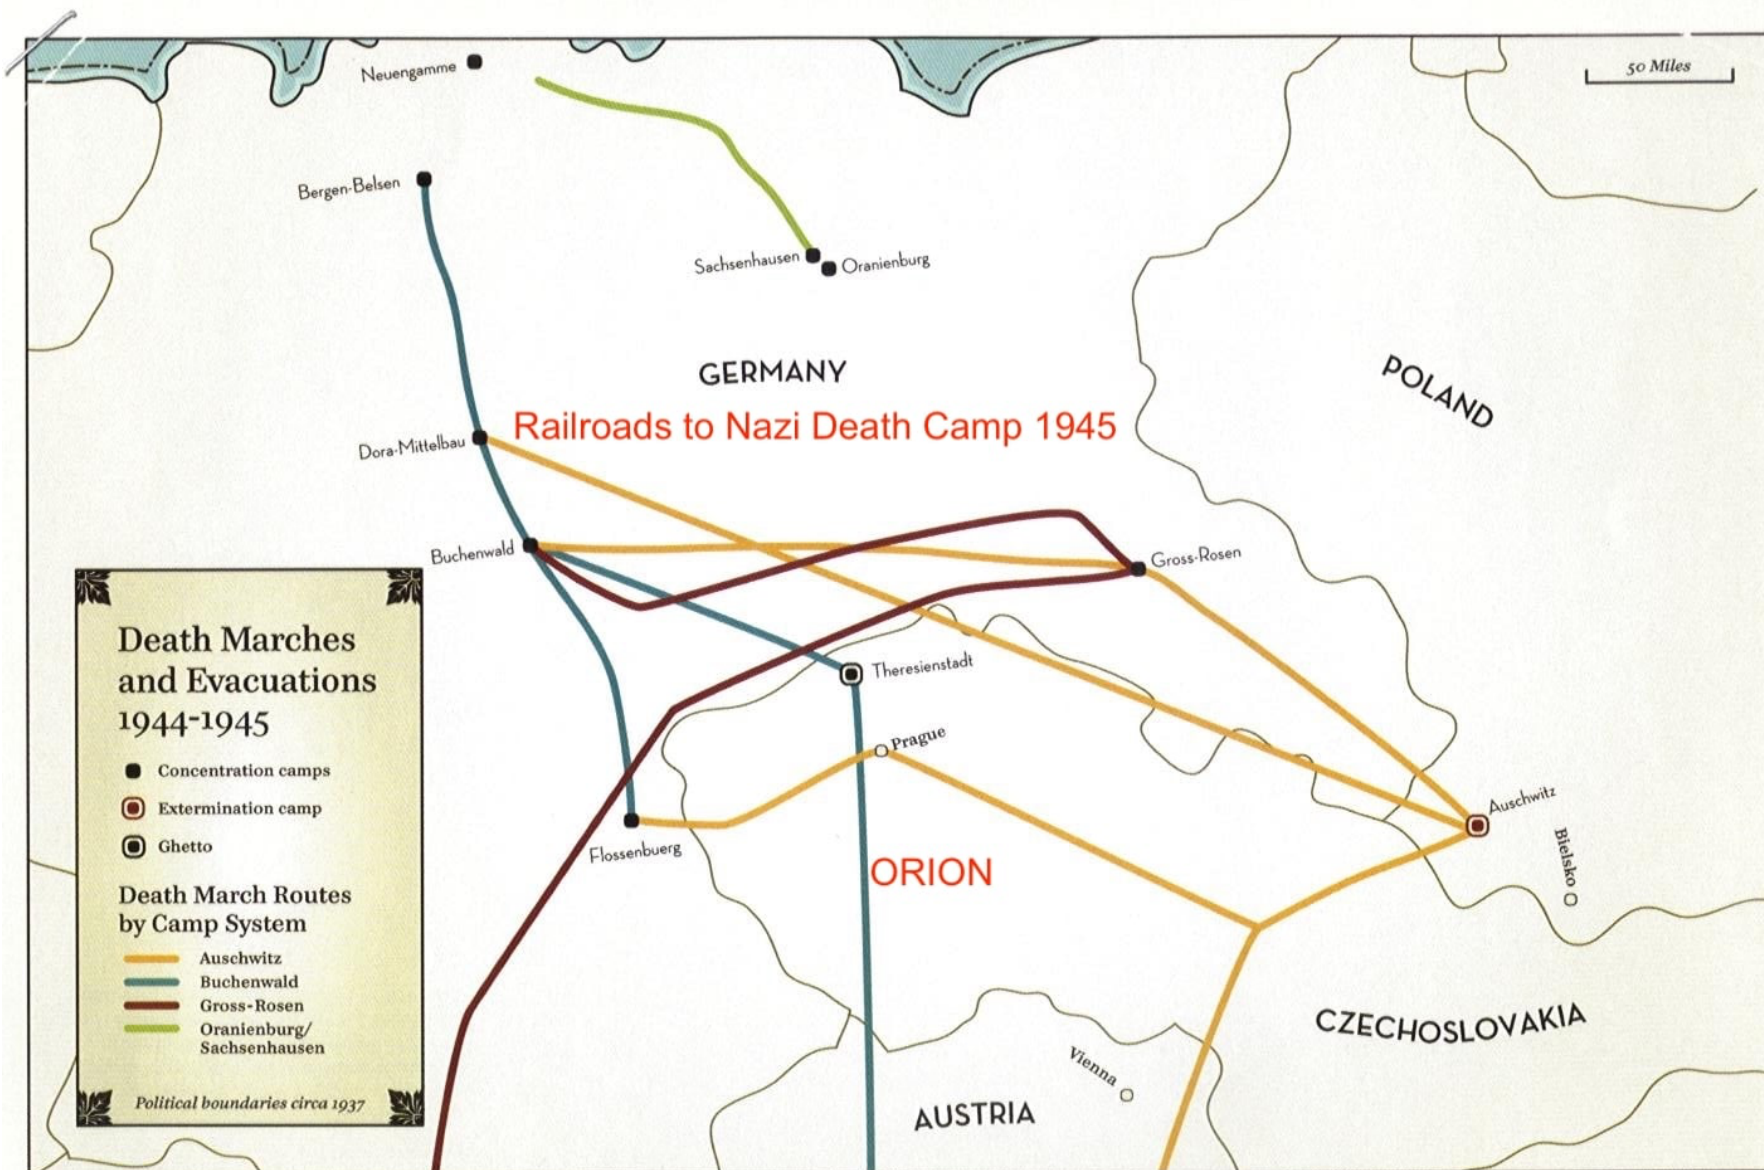 Neuengamme
50 Miles
Bergen-Belsen
Sachsenhausen
Oranienburg
GERMANY
POLAND
Railroads to Nazi Death Camp 1945
Dora-Mittelbau
Buchenwald
Gross-Rosen
Theresienstadt
Prague
Auschwitz
Bielsko
Flossenbuerg
ORION
CZECHOSLOVAKIA
Vienna
AUSTRIA
Death Marches
and Evacuations
1944-1945
Concentration camps
Extermination camp
Ghetto
Death March Routes
by Camp System
Auschwitz
Buchenwald
Gross-Rosen
Oranienburg/
Sachsenhausen
Political boundaries circa 1937